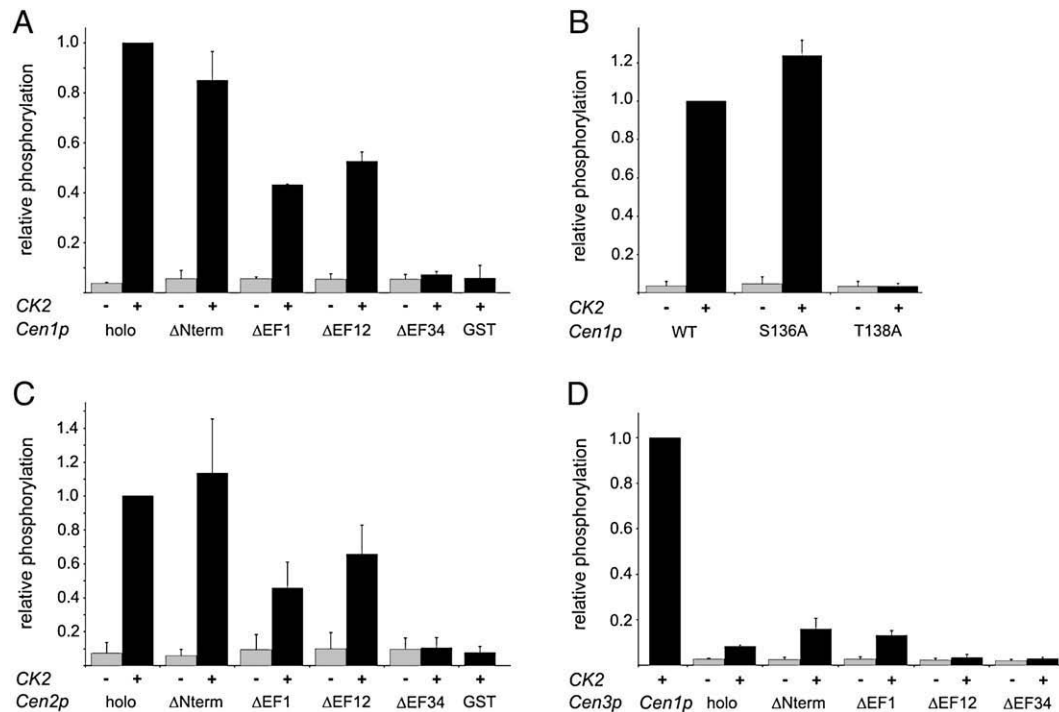 A
relative phosphorylation
1.0
0.8
0.6
0.4
0.2
CK2 - + - + - + - + - + +
Cen1p holo ΔNterm ΔEF1 ΔEF12 ΔEF34 GST
B
relative phosphorylation
1.2
1.0
0.8
0.6
0.4
0.2
CK2 - + - + - +
Cen1p WT S136A T138A
C
relative phosphorylation
1.4
1.2
1.0
0.8
0.6
0.4
0.2
CK2 - + - + - + - + - + +
Cen2p holo ΔNterm ΔEF1 ΔEF12 ΔEF34 GST
D
relative phosphorylation
1.0
0.8
0.6
0.4
0.2
CK2 + - + - + - + - + - +
Cen3p Cen1p holo ΔNterm ΔEF1 ΔEF12 ΔEF34